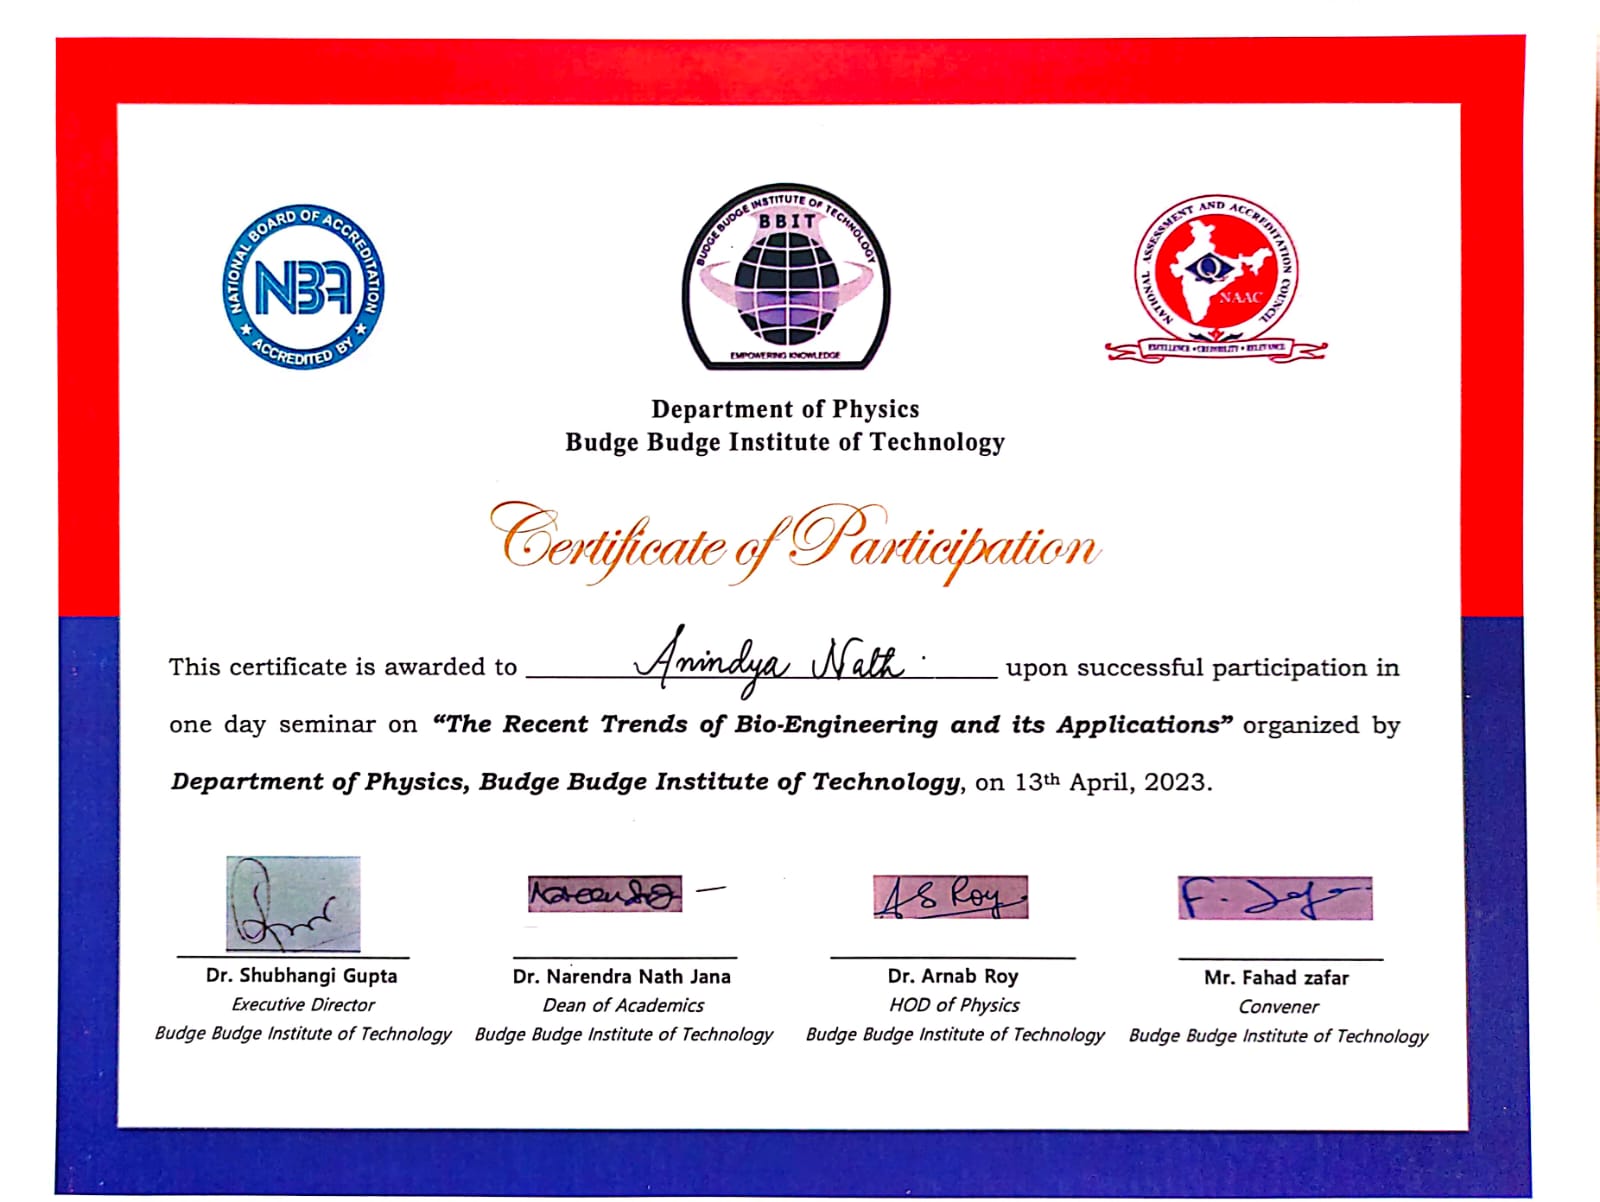 NATIONAL BOARD OF ACCREDITATION
NBA
★ ACCREDITED BY ★
BUDGE BUDGE INSTITUTE OF TECHNOLOGY
BBIT
EMPOWERING KNOWLEDGE
NATIONAL ASSESSMENT AND ACCREDITATION COUNCIL
Q
NAAC
EXCELLENCE • CREDIBILITY • RELEVANCE
Department of Physics
Budge Budge Institute of Technology
Certificate of Participation
This certificate is awarded to Anindya Nath. upon successful participation in
one day seminar on “The Recent Trends of Bio-Engineering and its Applications” organized by
Department of Physics, Budge Budge Institute of Technology, on 13th April, 2023.
A S Roy
Dr. Shubhangi Gupta
Executive Director
Budge Budge Institute of Technology
Dr. Narendra Nath Jana
Dean of Academics
Budge Budge Institute of Technology
Dr. Arnab Roy
HOD of Physics
Budge Budge Institute of Technology
Mr. Fahad zafar
Convener
Budge Budge Institute of Technology